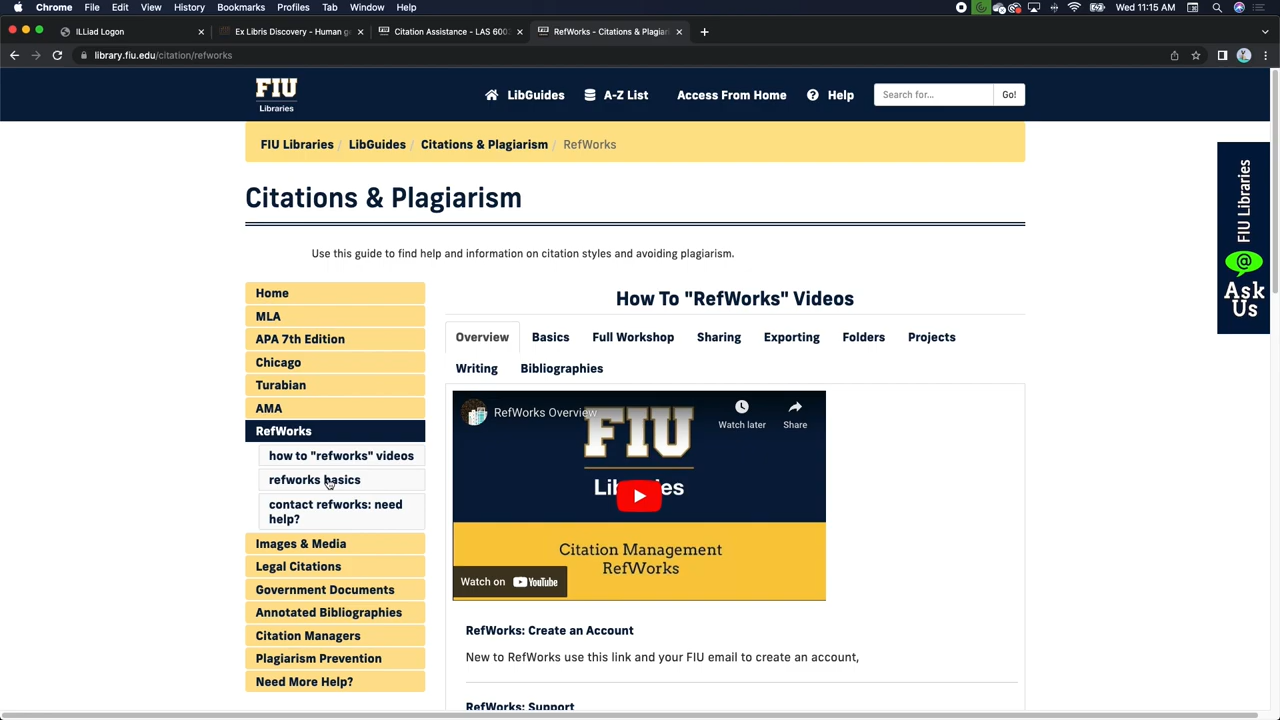 Chrome File Edit View History Bookmarks Profiles Tab Window Help Wed 11:15 AM
ILLiad Logon
Ex Libris Discovery - Human g
Citation Assistance - LAS 600
RefWorks - Citations & Plagiari
library.fiu.edu/citation/refworks
FIU
Libraries
LibGuides A-Z List Access From Home Help Search for... Go!
FIU Libraries / LibGuides / Citations & Plagiarism / RefWorks
Citations & Plagiarism
Use this guide to find help and information on citation styles and avoiding plagiarism.
Home
MLA
APA 7th Edition
Chicago
Turabian
AMA
RefWorks
how to "refworks" videos
refworks basics
contact refworks: need
help?
Images & Media
Legal Citations
Government Documents
Annotated Bibliographies
Citation Managers
Plagiarism Prevention
Need More Help?
How To "RefWorks" Videos
Overview Basics Full Workshop Sharing Exporting Folders Projects
Writing Bibliographies
RefWorks Overview
Watch later Share
FIU
Libraries
Citation Management
RefWorks
Watch on YouTube
RefWorks: Create an Account
New to RefWorks use this link and your FIU email to create an account,
RefWorks: Support
FIU Libraries
@
Ask
Us